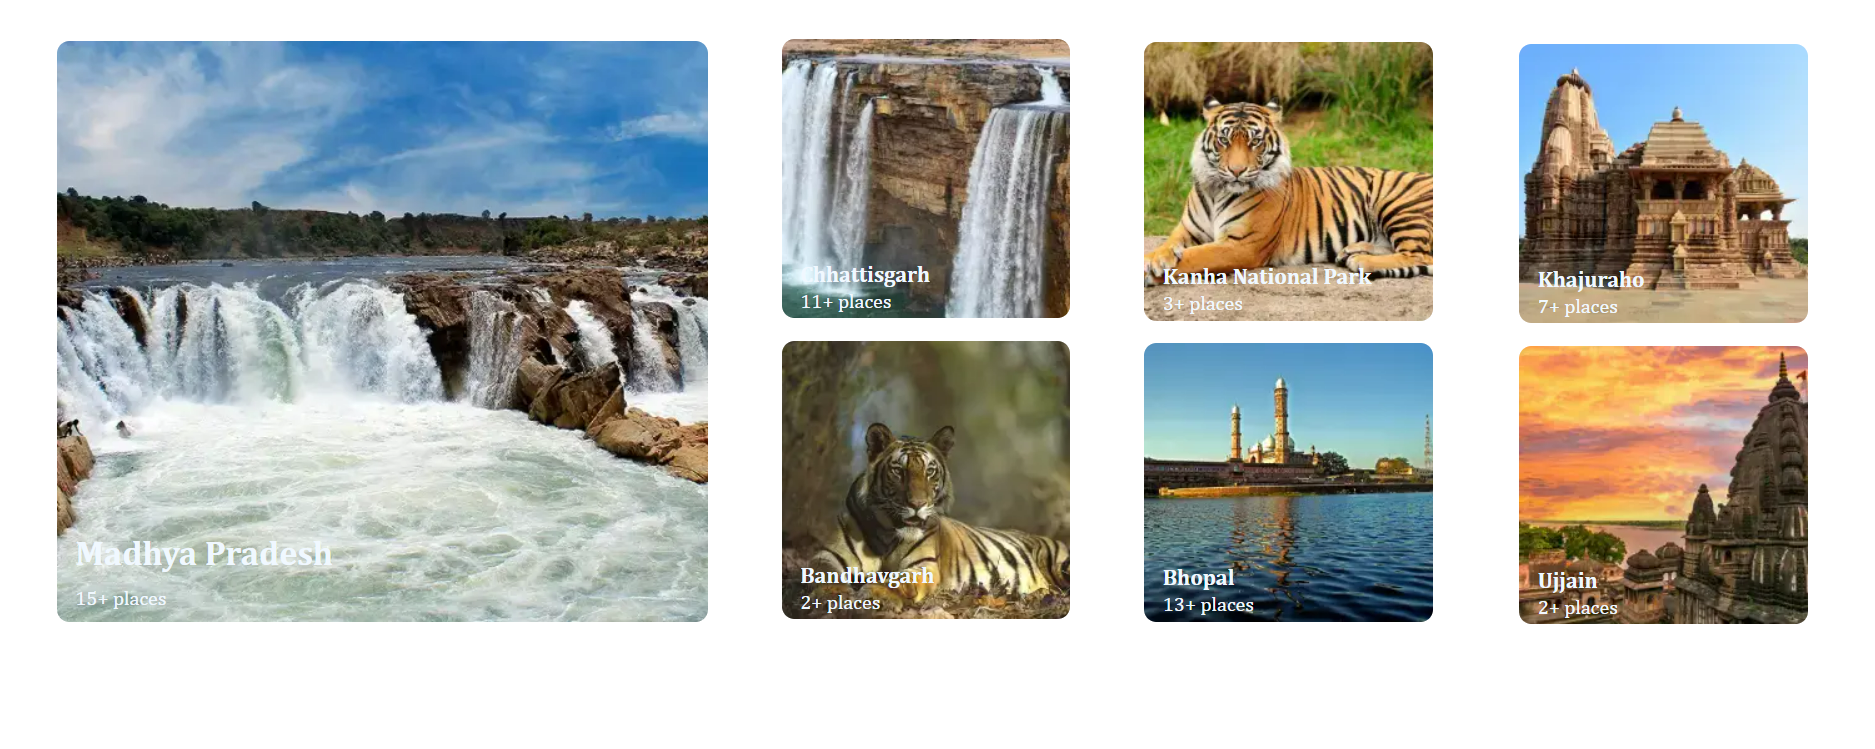 Madhya Pradesh
15+ places
Chhattisgarh
11+ places
Kanha National Park
3+ places
Khajuraho
7+ places
Bandhavgarh
2+ places
Bhopal
13+ places
Ujjain
2+ places